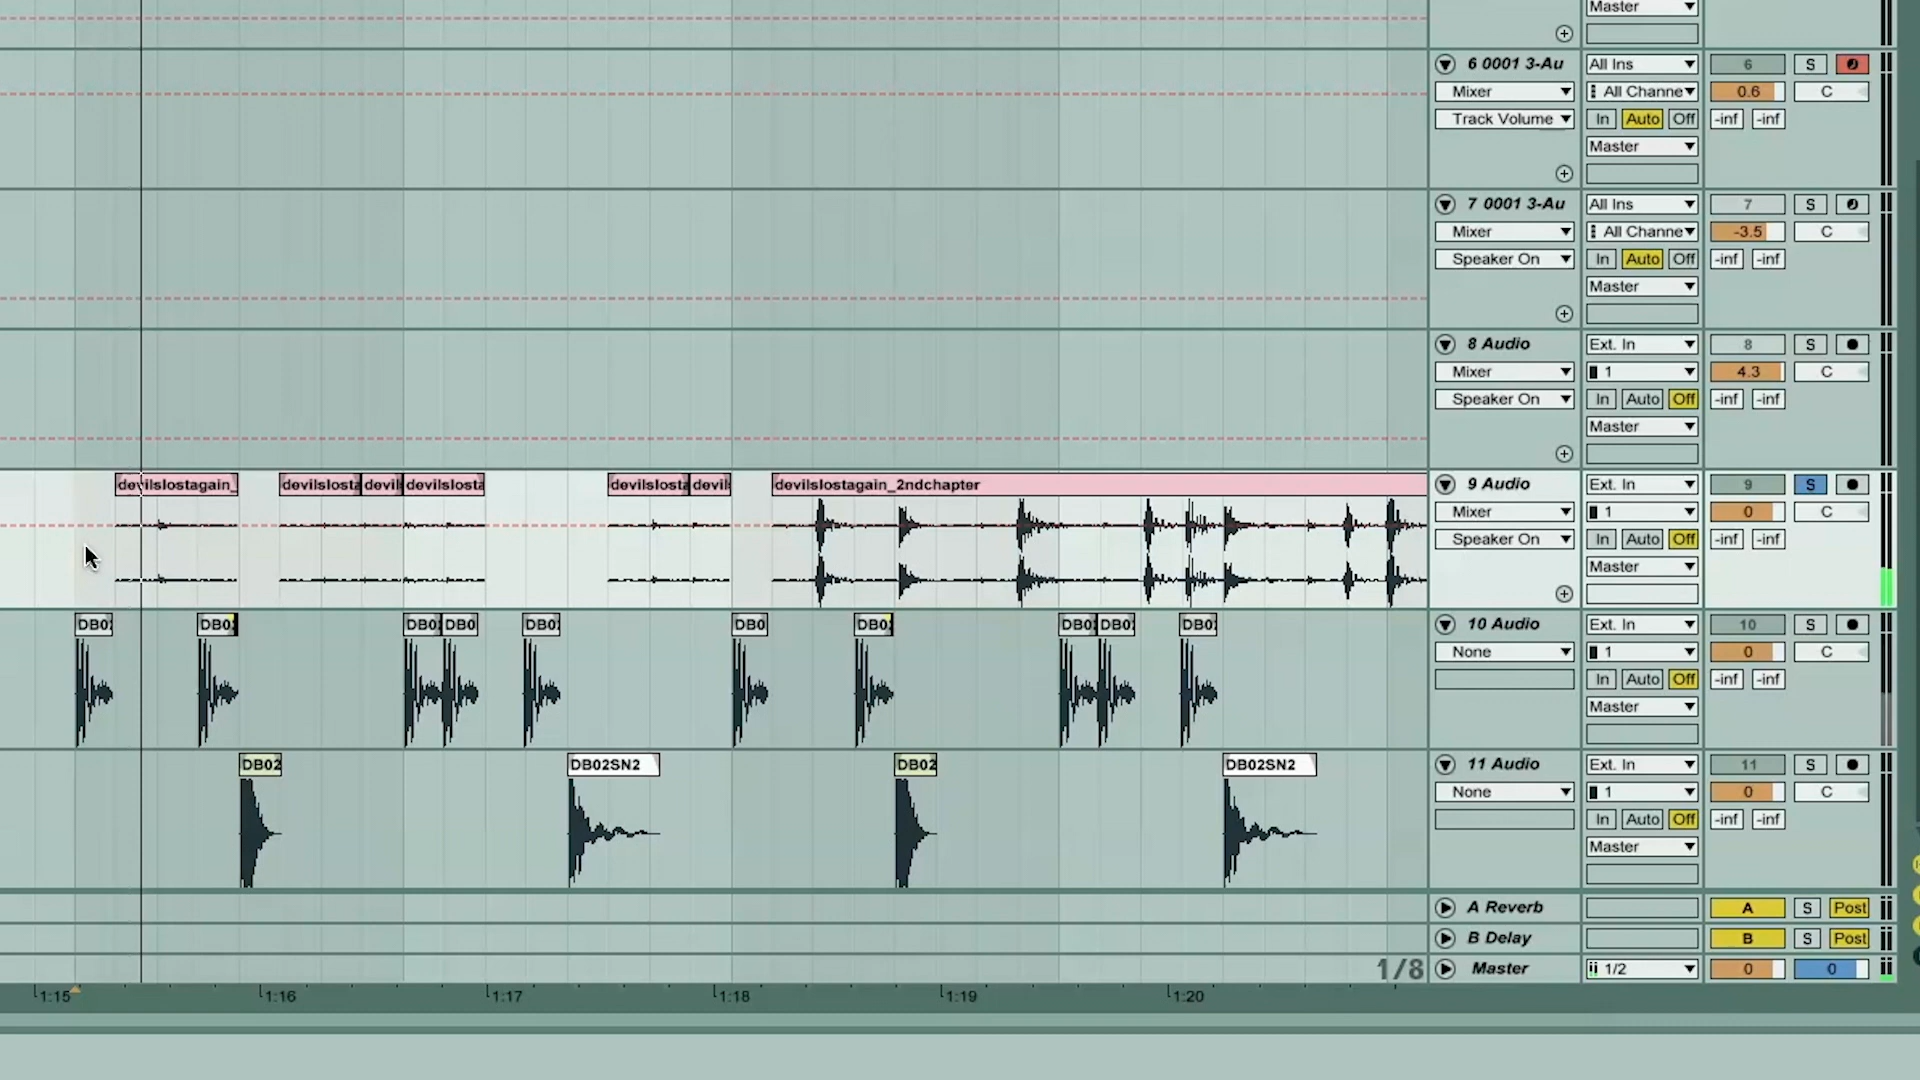 Master
6 0001 3-Au All Ins 6 S
Mixer All Channe 0.6 C
Track Volume In Auto Off -inf -inf
Master
7 0001 3-Au All Ins 7 S
Mixer All Channe -3.5 C
Speaker On In Auto Off -inf -inf
Master
8 Audio Ext. In 8 S
Mixer 1 4.3 C
Speaker On In Auto Off -inf -inf
Master
devilslostagain_ devilslosta devil devilslosta devilslosta devil devilslostagain_2ndchapter 9 Audio Ext. In 9 S
Mixer 1 0 C
Speaker On In Auto Off -inf -inf
Master
DB0 DB0 DB0 DB0 DB0 DB0 DB0 DB0 DB0 DB0 10 Audio Ext. In 10 S
None 1 0 C
In Auto Off -inf -inf
Master
DB02 DB02SN2 DB02 DB02SN2 11 Audio Ext. In 11 S
None 1 0 C
In Auto Off -inf -inf
Master
A Reverb A S Post
B Delay B S Post
1/8 Master 1/2 0 0
1:15 1:16 1:17 1:18 1:19 1:20